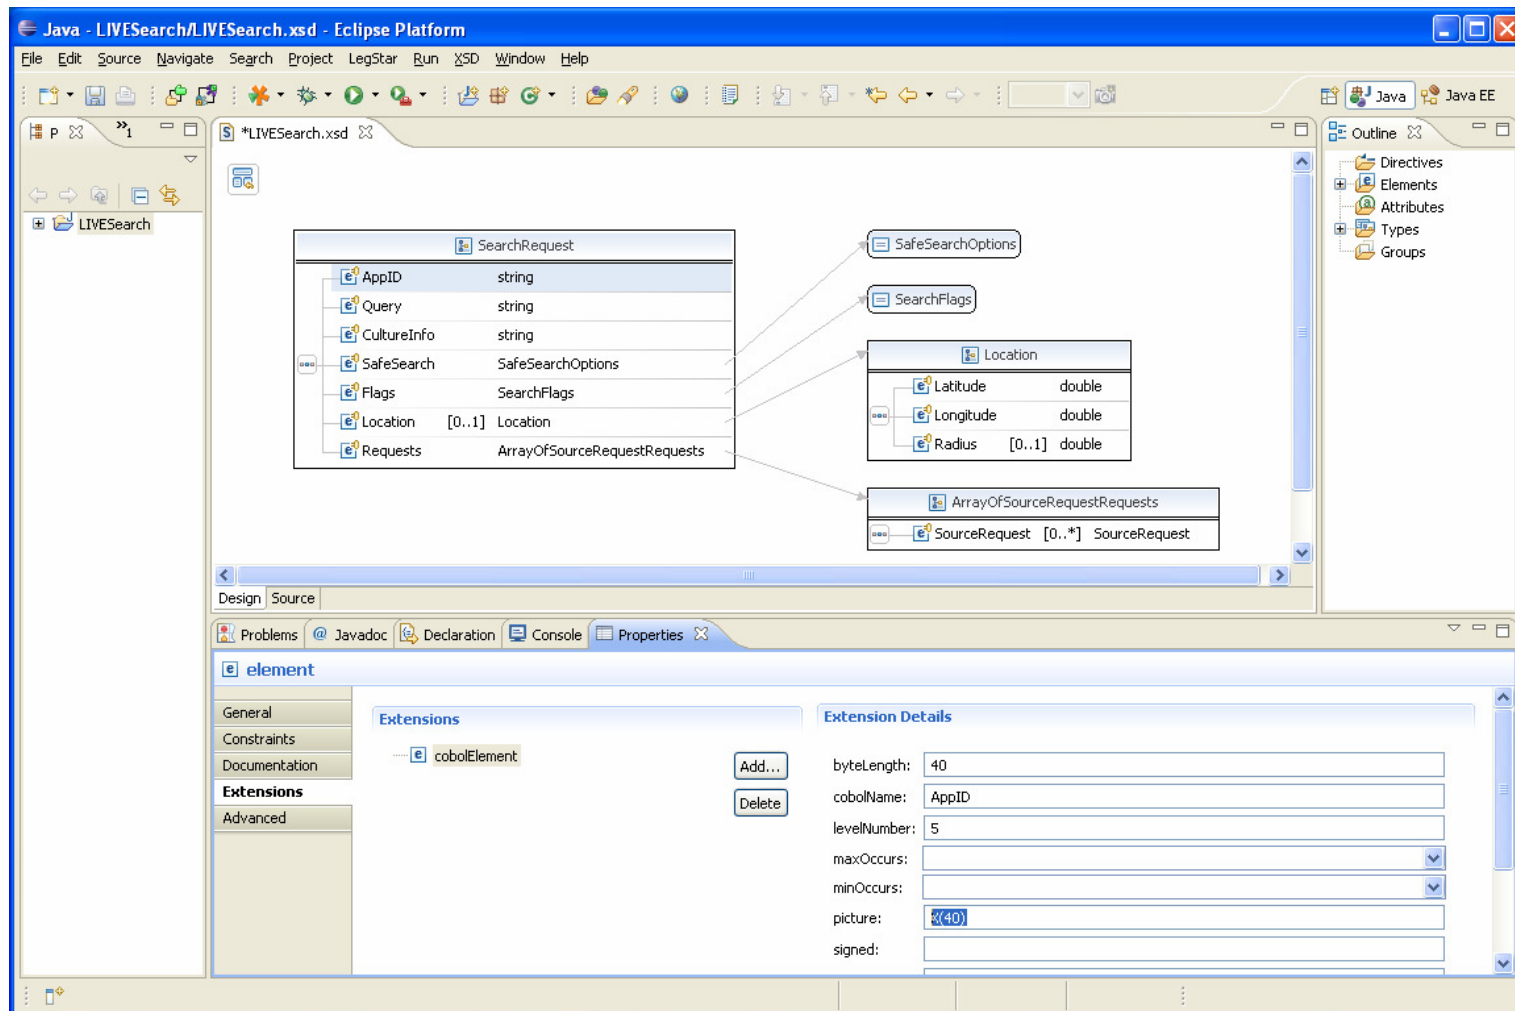 Java - LIVESearch/LIVESearch.xsd - Eclipse Platform
File Edit Source Navigate Search Project LegStar Run XSD Window Help
Java Java EE
P »1
*LIVESearch.xsd
Outline
LIVESearch
Directives
Elements
Attributes
Types
Groups
SearchRequest
AppID string
Query string
CultureInfo string
SafeSearch SafeSearchOptions
Flags SearchFlags
Location [0..1] Location
Requests ArrayOfSourceRequestRequests
SafeSearchOptions
SearchFlags
Location
Latitude double
Longitude double
Radius [0..1] double
ArrayOfSourceRequestRequests
SourceRequest [0..*] SourceRequest
Design Source
Problems @ Javadoc Declaration Console Properties
element
General
Constraints
Documentation
Extensions
Advanced
Extensions
cobolElement
Add...
Delete
Extension Details
byteLength: 40
cobolName: AppID
levelNumber: 5
maxOccurs:
minOccurs:
picture: X(40)
signed: